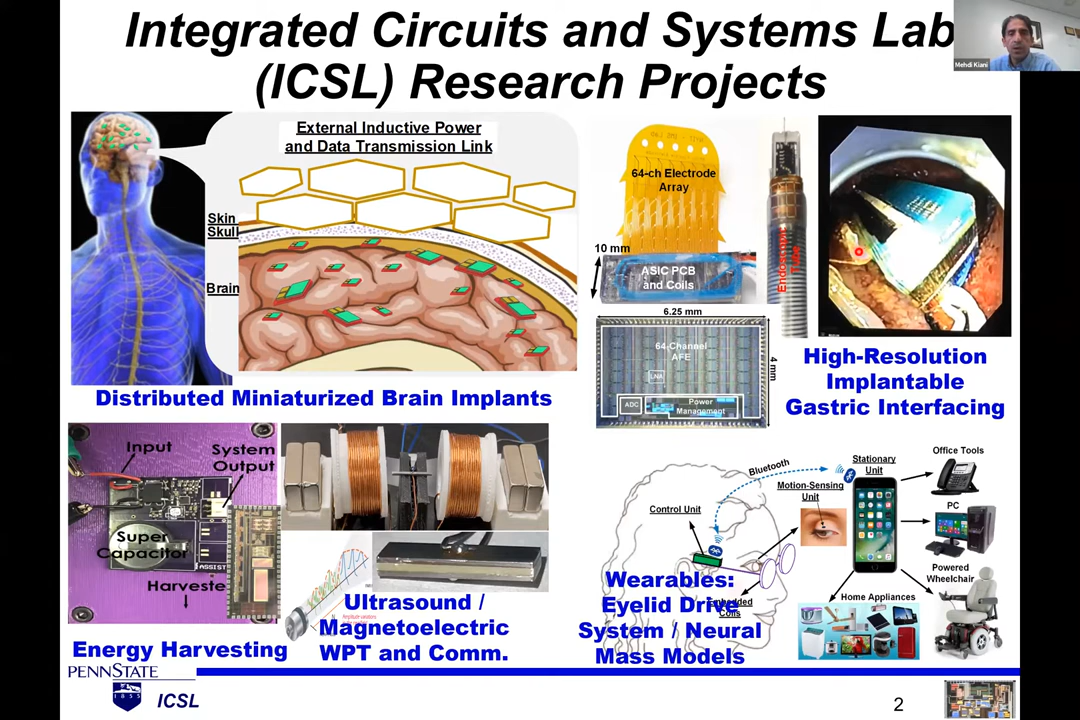 Integrated Circuits and Systems Lab
(ICSL) Research Projects
Mehdi Kiani
External Inductive Power
and Data Transmission Link
Skin
Skull
Brain
Distributed Miniaturized Brain Implants
64-ch Electrode
Array
10 mm
ASIC PCB
and Coils
6.25 mm
4 mm
64-Channel
AFE
LNA
ADC
Power
Management
High-Resolution
Implantable
Gastric Interfacing
Input
System
Output
Super
Capacitor
ASSIST
Harveste
Energy Harvesting
Ultrasound /
Magnetoelectric
WPT and Comm.
Bluetooth
Control Unit
Motion-Sensing
Unit
Stationary
Unit
Office Tools
PC
Powered
Wheelchair
Home Appliances
Embedded
Coils
Wearables:
Eyelid Drive
System / Neural
Mass Models
PENNSTATE
1855
ICSL
2